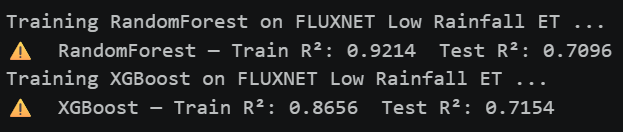 Training RandomForest on FLUXNET Low Rainfall ET ...
⚠️ RandomForest — Train R²: 0.9214 Test R²: 0.7096
Training XGBoost on FLUXNET Low Rainfall ET ...
⚠️ XGBoost — Train R²: 0.8656 Test R²: 0.7154